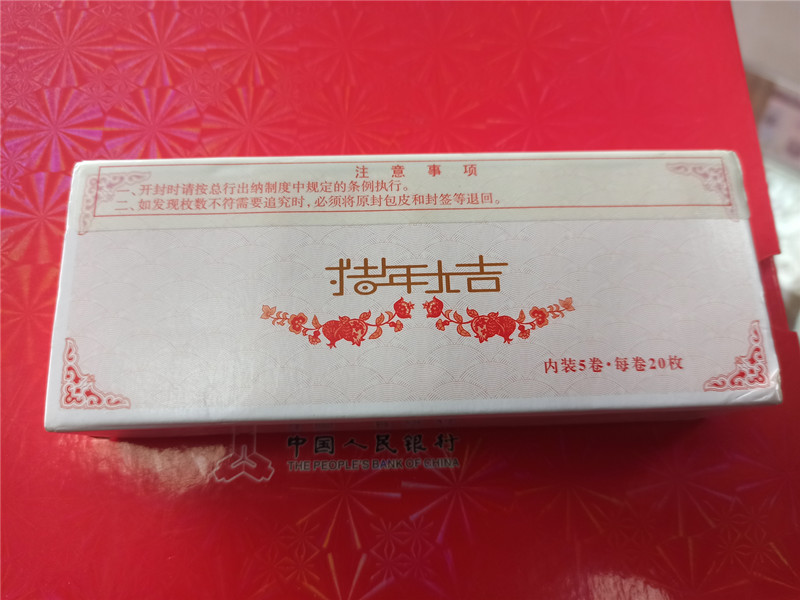 注意事项
一、开封时请按总行出纳制度中规定的条例执行。
二、如发现枚数不符需要追究时,必须将原封包皮和封签等退回。
猪年大吉
内装5卷·每卷20枚
中国人民银行
THE PEOPLE'S BANK OF CHINA